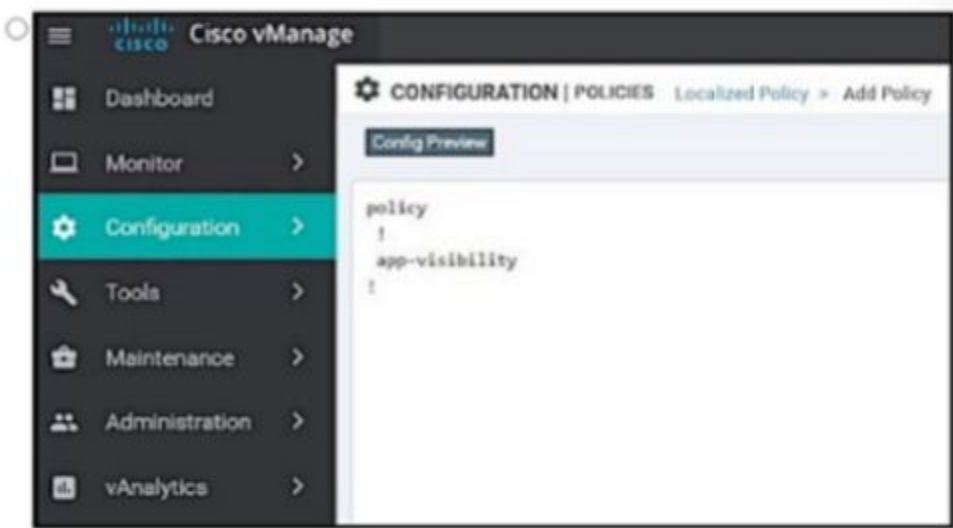 cisco Cisco vManage
Dashboard
Monitor >
Configuration >
Tools >
Maintenance >
Administration >
vAnalytics >
CONFIGURATION | POLICIES Localized Policy > Add Policy
Config Preview
policy
!
app-visibility
!